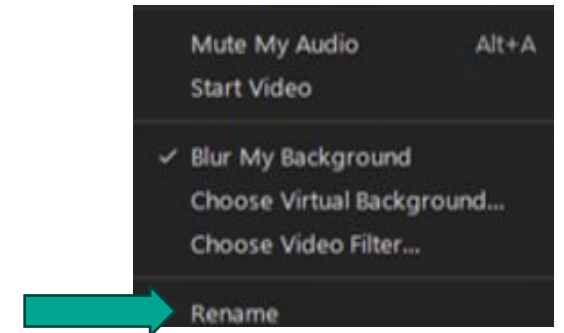 Mute My Audio Alt+A
Start Video
✓ Blur My Background
Choose Virtual Background...
Choose Video Filter...
Rename